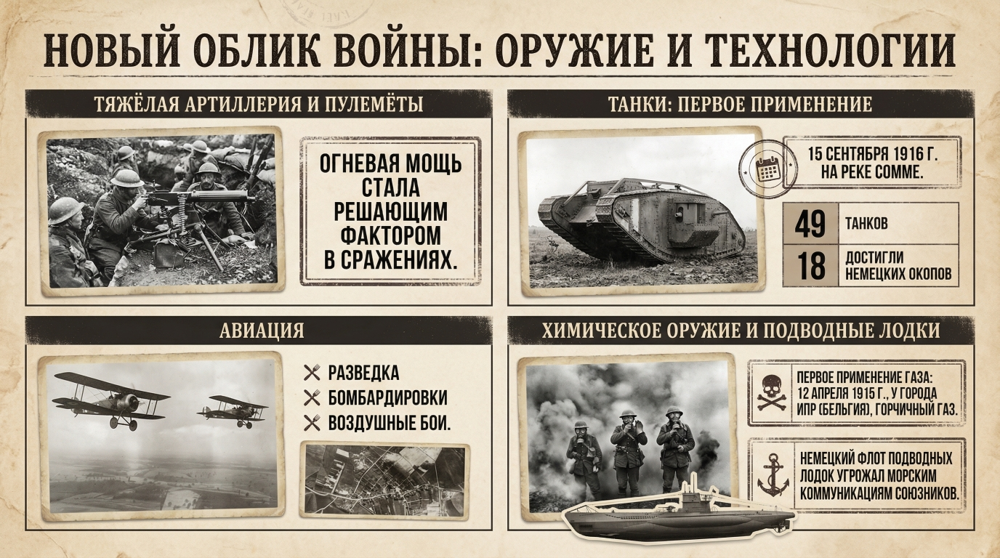 НОВЫЙ ОБЛИК ВОЙНЫ: ОРУЖИЕ И ТЕХНОЛОГИИ
ТЯЖЁЛАЯ АРТИЛЛЕРИЯ И ПУЛЕМЁТЫ
ОГНЕВАЯ МОЩЬ
СТАЛА
РЕШАЮЩИМ
ФАКТОРОМ
В СРАЖЕНИЯХ.
ТАНКИ: ПЕРВОЕ ПРИМЕНЕНИЕ
15 СЕНТЯБРЯ 1916 Г.
НА РЕКЕ СОММЕ.
49 ТАНКОВ
18 ДОСТИГЛИ
НЕМЕЦКИХ ОКОПОВ
АВИАЦИЯ
РАЗВЕДКА
БОМБАРДИРОВКИ
ВОЗДУШНЫЕ БОИ.
ХИМИЧЕСКОЕ ОРУЖИЕ И ПОДВОДНЫЕ ЛОДКИ
ПЕРВОЕ ПРИМЕНЕНИЕ ГАЗА:
12 АПРЕЛЯ 1915 Г., У ГОРОДА
ИПР (БЕЛЬГИЯ), ГОРЧИЧНЫЙ ГАЗ.
НЕМЕЦКИЙ ФЛОТ ПОДВОДНЫХ
ЛОДОК УГРОЖАЛ МОРСКИМ
КОММУНИКАЦИЯМ СОЮЗНИКОВ.